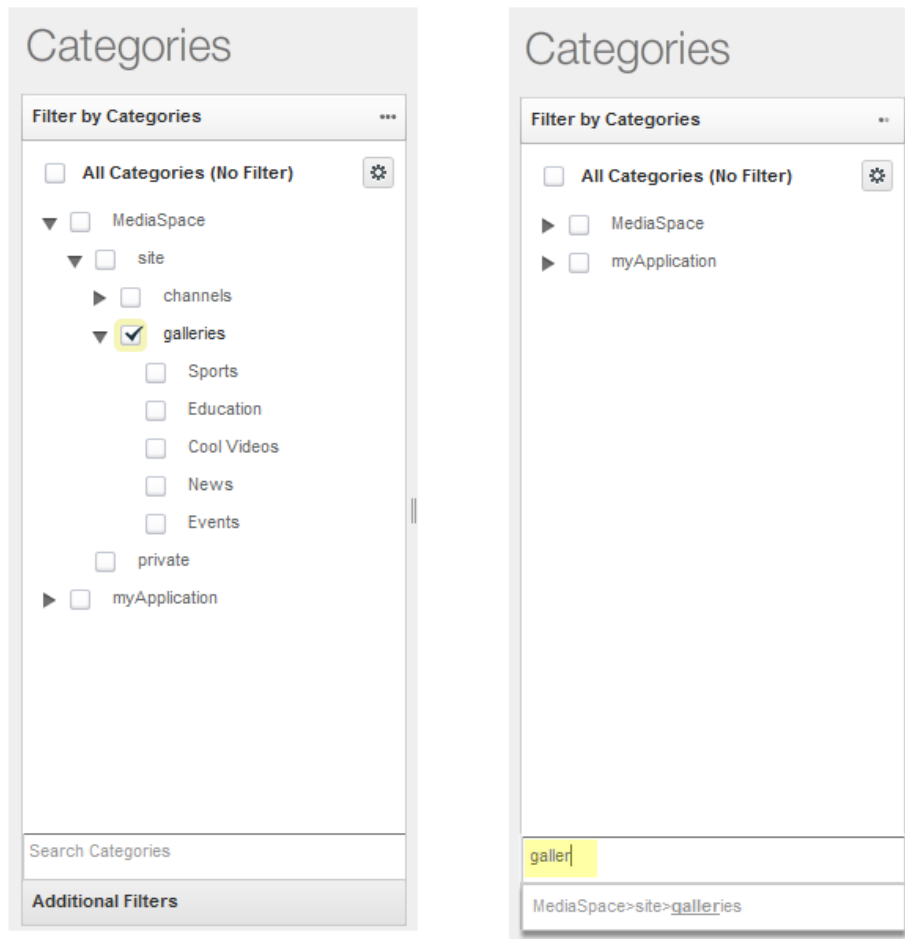 Categories
Filter by Categories
All Categories (No Filter)
MediaSpace
site
channels
galleries
Sports
Education
Cool Videos
News
Events
private
myApplication
Search Categories
Additional Filters
Categories
Filter by Categories
All Categories (No Filter)
MediaSpace
myApplication
galler
MediaSpace>site>galleries